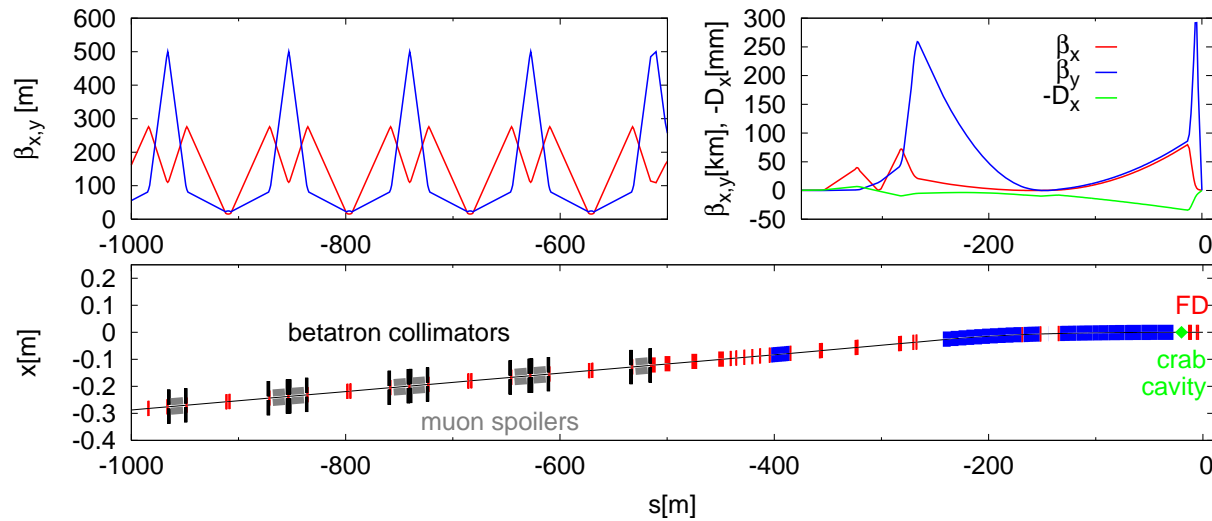 600
500
400
300
200
100
0
β_x,y [m]
-1000
-800
-600
300
250
200
150
100
50
0
-50
β_x,y[km], -D_x[mm]
β_x
β_y
-D_x
-200
0
0.2
0.1
0
-0.1
-0.2
-0.3
-0.4
x[m]
betatron collimators
muon spoilers
FD
crab
cavity
-1000
-800
-600
-400
-200
0
s[m]